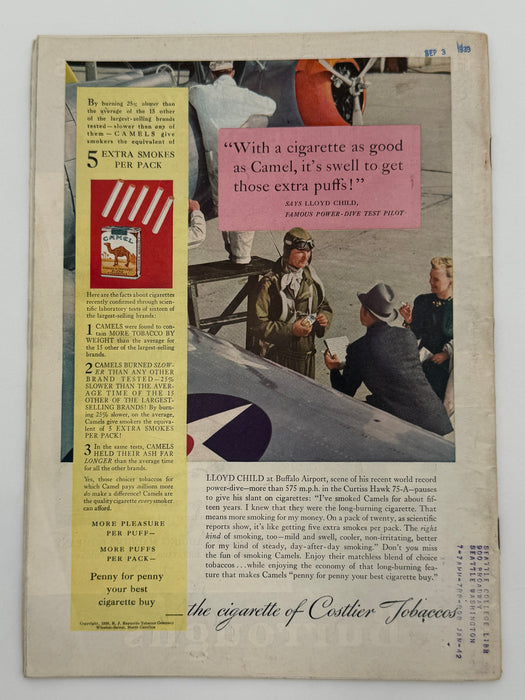 SEP 3 1939
By burning 25% slower than
the average of the 15 other
of the largest-selling brands
tested—slower than any of
them—CAMELS give
smokers the equivalent of
5 EXTRA SMOKES
PER PACK
CAMEL
Here are the facts about cigarettes
recently confirmed through scien-
tific laboratory tests of sixteen of
the largest-selling brands:
1 CAMELS were found to con-
tain MORE TOBACCO BY
WEIGHT than the average for
the 15 other of the largest-selling
brands.
2 CAMELS BURNED SLOW-
ER THAN ANY OTHER
BRAND TESTED—25%
SLOWER THAN THE AVER-
AGE TIME OF THE 15
OTHER OF THE LARGEST-
SELLING BRANDS! By burn-
ing 25% slower, on the average,
Camels give smokers the equiva-
lent of 5 EXTRA SMOKES
PER PACK!
3 In the same tests, CAMELS
HELD THEIR ASH FAR
LONGER than the average time
for all the other brands.
Yes, those choicer tobaccos for
which Camel pays millions more
do make a difference! Camels are
the quality cigarette every smoker
can afford.
MORE PLEASURE
PER PUFF—
MORE PUFFS
PER PACK—
Penny for penny
your best
cigarette buy
Copyright, 1939, R. J. Reynolds Tobacco Company
Winston-Salem, North Carolina
“With a cigarette as good
as Camel, it’s swell to get
those extra puffs!”
SAYS LLOYD CHILD,
FAMOUS POWER-DIVE TEST PILOT
LLOYD CHILD at Buffalo Airport, scene of his recent world record
power-dive—more than 575 m.p.h. in the Curtiss Hawk 75-A—pauses
to give his slant on cigarettes: “I’ve smoked Camels for about fif-
teen years. I knew that they were the long-burning cigarette. That
means more smoking for my money. On a pack of twenty, as scientific
reports show, it’s like getting five extra smokes per pack. The right
kind of smoking, too—mild and swell, cooler, non-irritating, better
for my kind of steady, day-after-day smoking.” Don’t you miss
the fun of smoking Camels. Enjoy their matchless blend of choice
tobaccos...while enjoying the economy of that long-burning fea-
ture that makes Camels “penny for penny your best cigarette buy.”
...the cigarette of Costlier Tobaccos
SEATTLE COLLEGE LIBR
900 BROADWAY
SEATTLE WASHINGTON